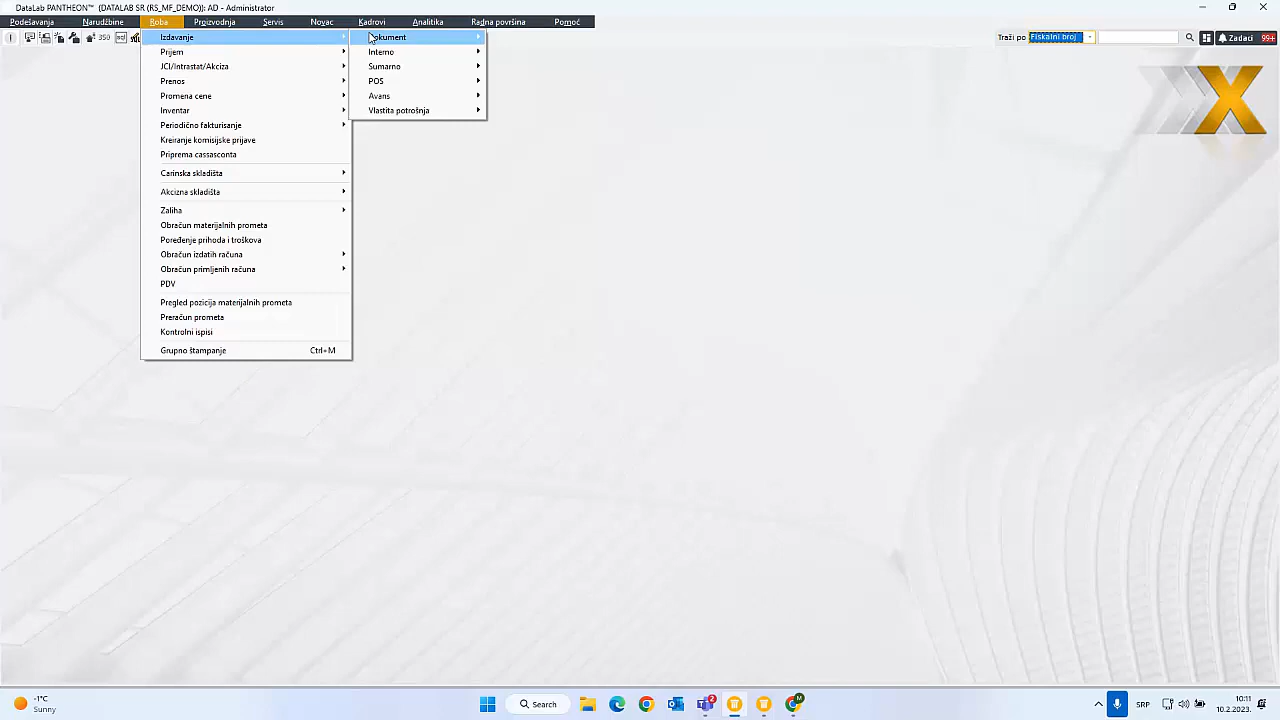 DataLab PANTHEON™ (DATALAB SR (RS_MF_DEMO)); AD - Administrator
Podešavanja Narudžbine Roba Proizvodnja Servis Novac Kadrovi Analitika Radna površina Pomoć
350
Traži po Fiskalni broj
Zadaci 99+
Izdavanje
Prijem
JCI/Intrastat/Akciza
Prenos
Promena cene
Inventar
Periodično fakturisanje
Kreiranje komisijske prijave
Priprema cassasconta
Carinska skladišta
Akcizna skladišta
Zaliha
Obračun materijalnih prometa
Poređenje prihoda i troškova
Obračun izdatih računa
Obračun primljenih računa
PDV
Pregled pozicija materijalnih prometa
Preračun prometa
Kontrolni ispisi
Grupno štampanje Ctrl+M
Dokument
Interno
Sumarno
POS
Avans
Vlastita potrošnja
-1°C
Sunny
Search
2
M
SRP
10:11
10.2.2023.